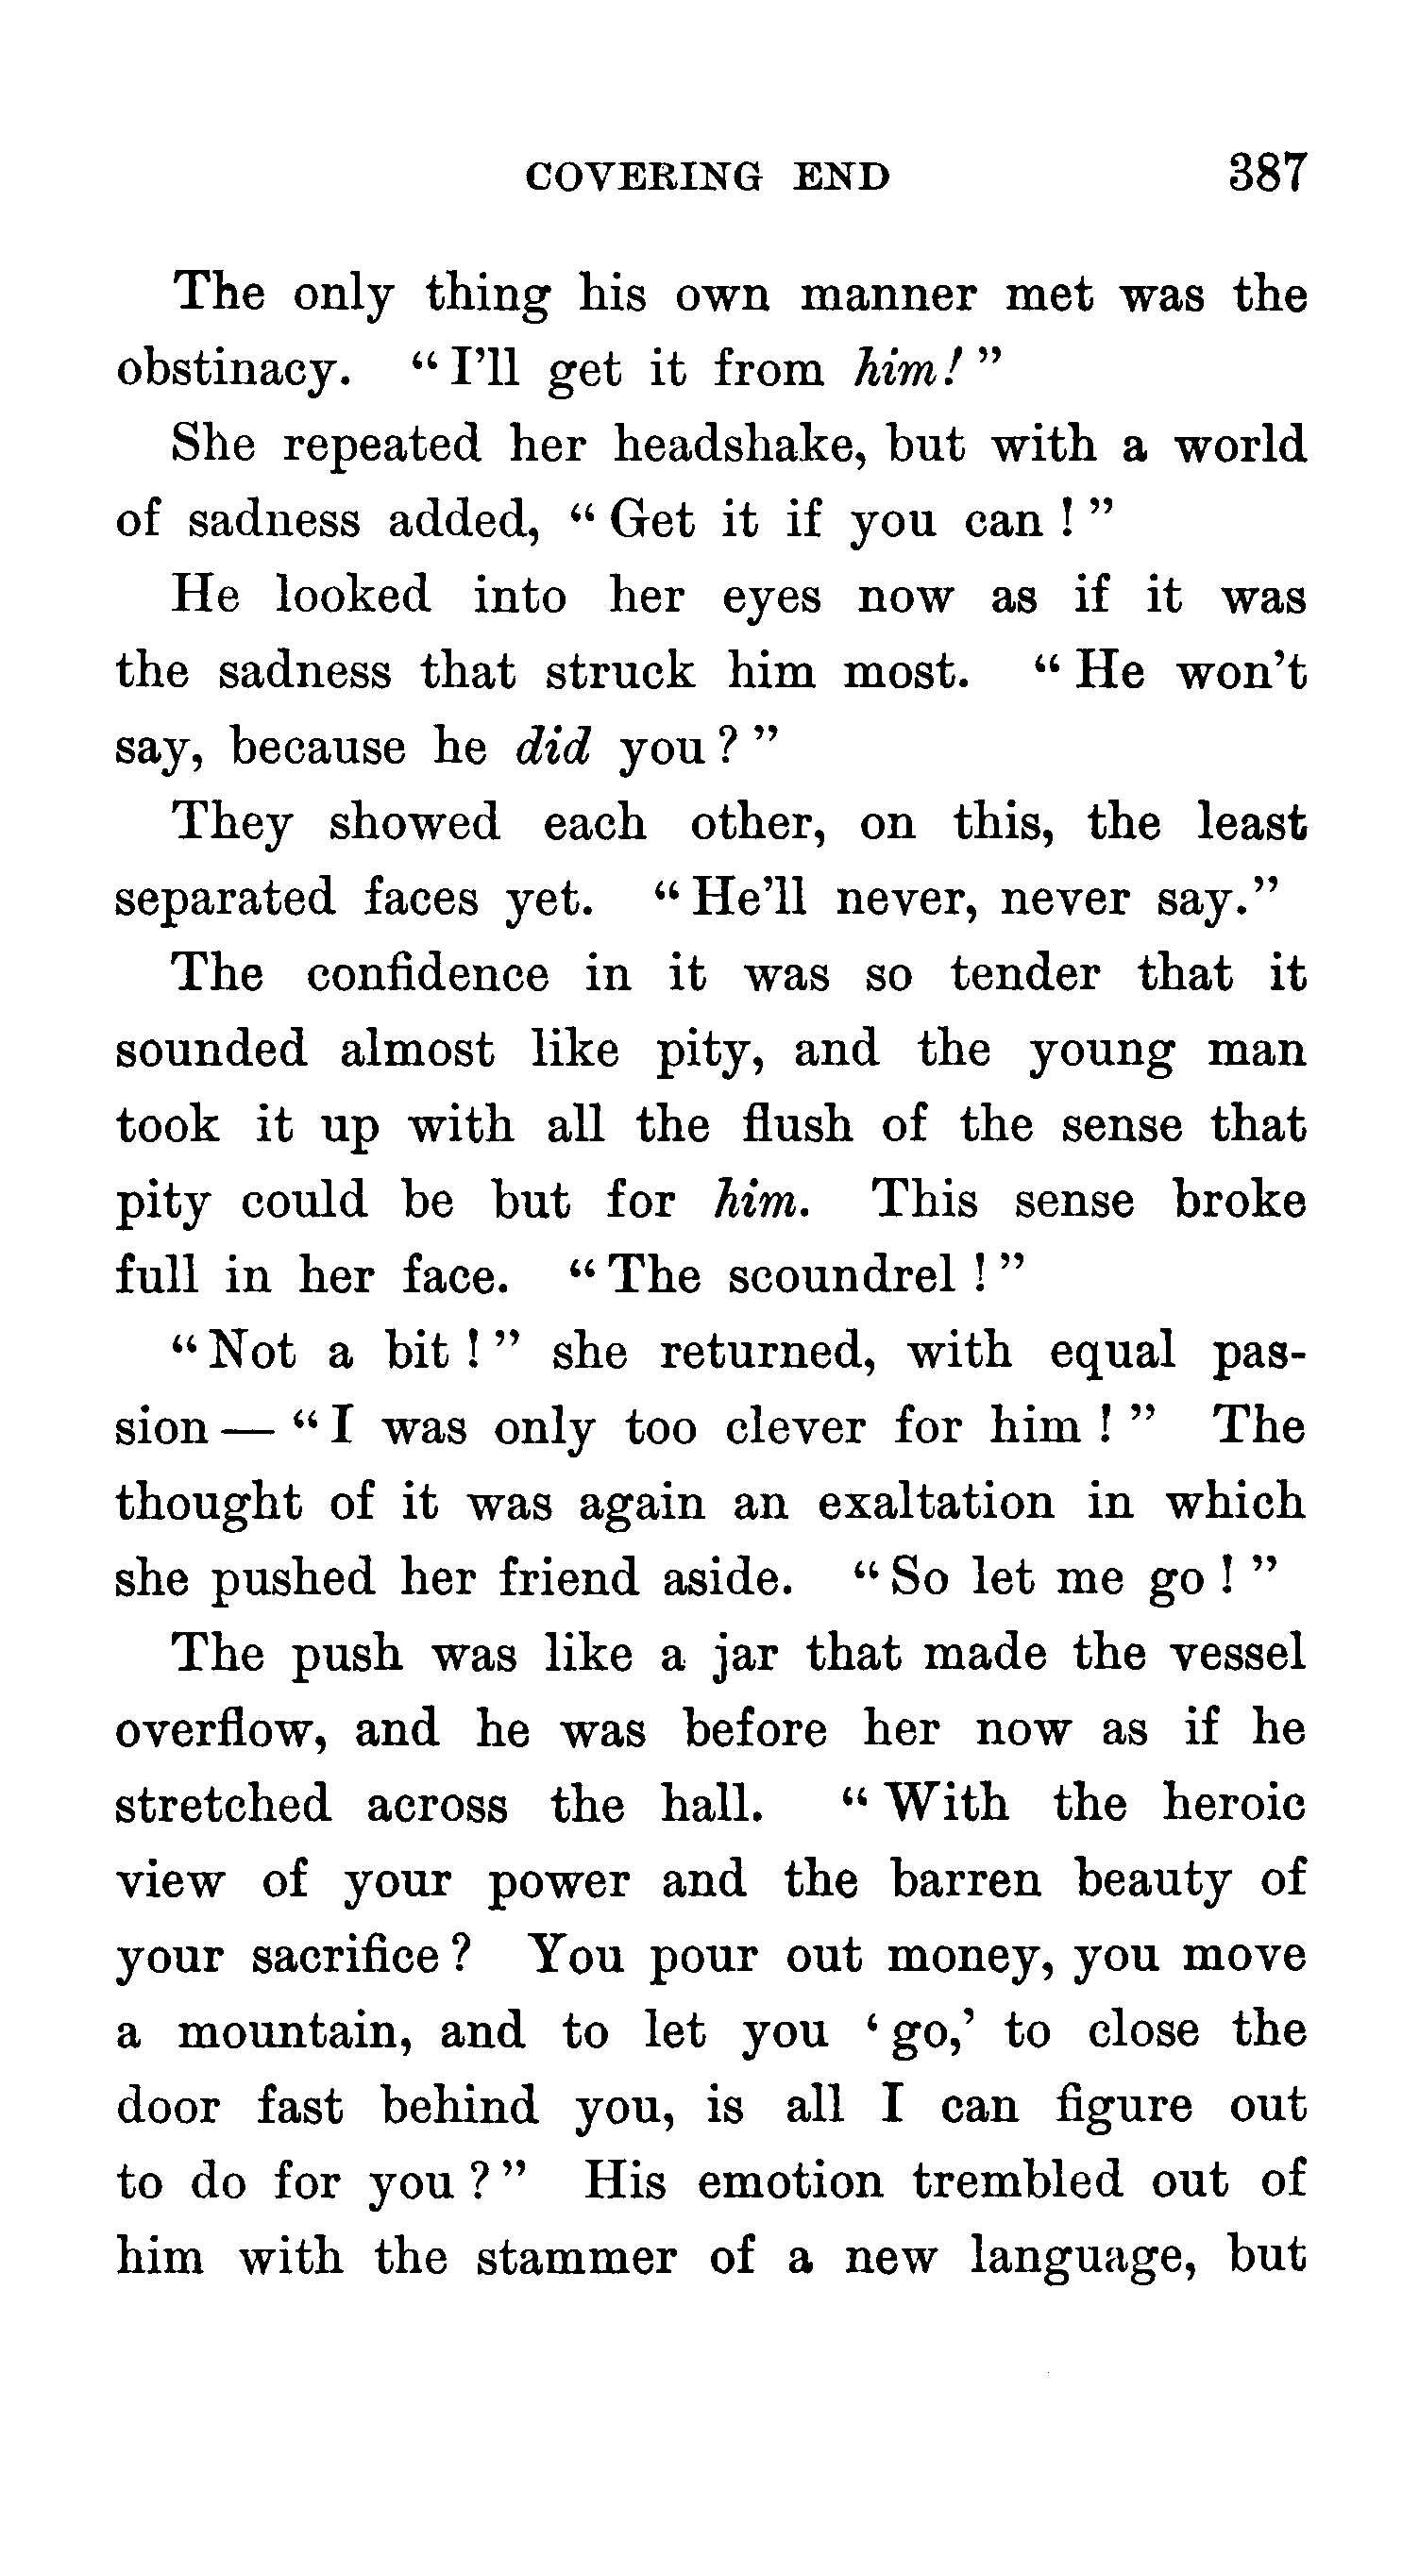 COVERING END 387
The only thing his own manner met was the
obstinacy. "I'll get it from him!"
She repeated her headshake, but with a world
of sadness added, "Get it if you can!"
He looked into her eyes now as if it was
the sadness that struck him most. "He won't
say, because he did you?"
They showed each other, on this, the least
separated faces yet. "He'll never, never say."
The confidence in it was so tender that it
sounded almost like pity, and the young man
took it up with all the flush of the sense that
pity could be but for him. This sense broke
full in her face. "The scoundrel!"
"Not a bit!" she returned, with equal pas-
sion—"I was only too clever for him!" The
thought of it was again an exaltation in which
she pushed her friend aside. "So let me go!"
The push was like a jar that made the vessel
overflow, and he was before her now as if he
stretched across the hall. "With the heroic
view of your power and the barren beauty of
your sacrifice? You pour out money, you move
a mountain, and to let you 'go,' to close the
door fast behind you, is all I can figure out
to do for you?" His emotion trembled out of
him with the stammer of a new language, but